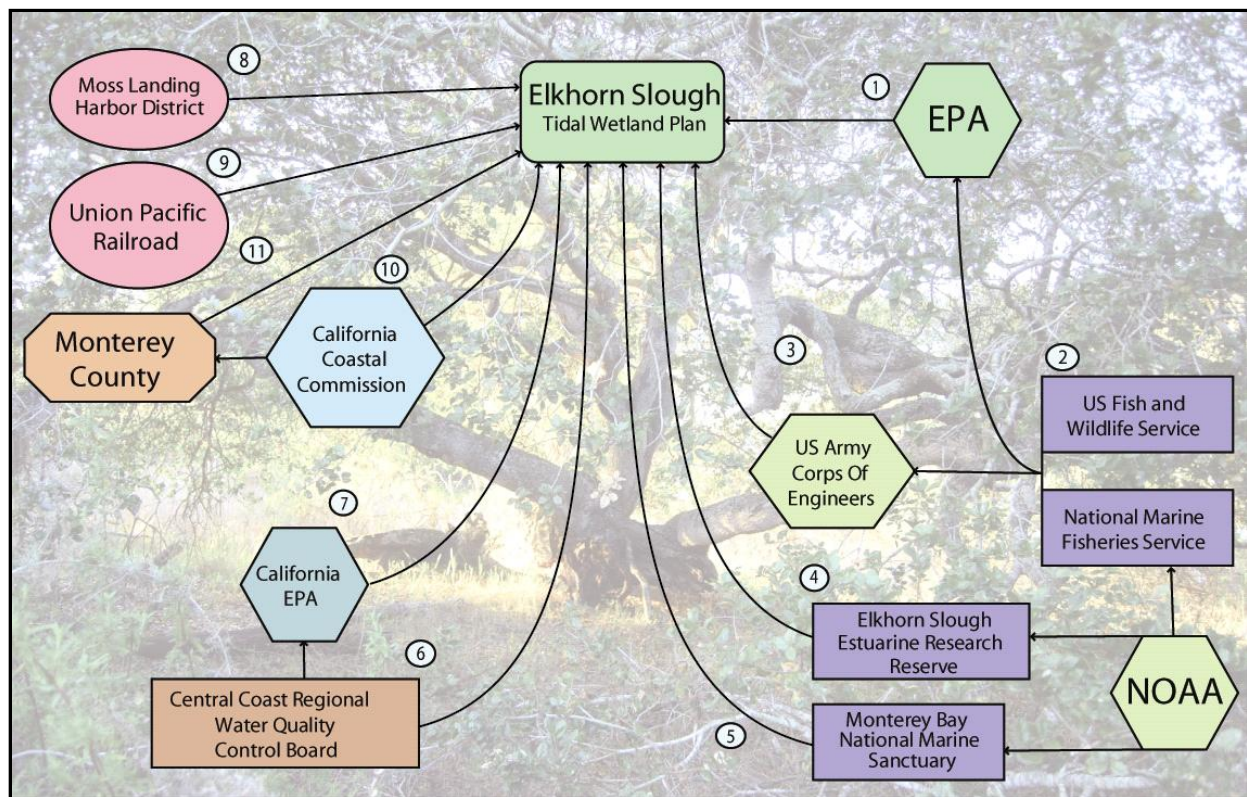 8
Moss Landing
Harbor District
Elkhorn Slough
Tidal Wetland Plan
1
EPA
9
Union Pacific
Railroad
11
10
Monterey
County
California
Coastal
Commission
3
2
US Fish and
Wildlife Service
US Army
Corps Of
Engineers
National Marine
Fisheries Service
7
California
EPA
4
Elkhorn Slough
Estuarine Research
Reserve
6
Central Coast Regional
Water Quality
Control Board
NOAA
5
Monterey Bay
National Marine
Sanctuary